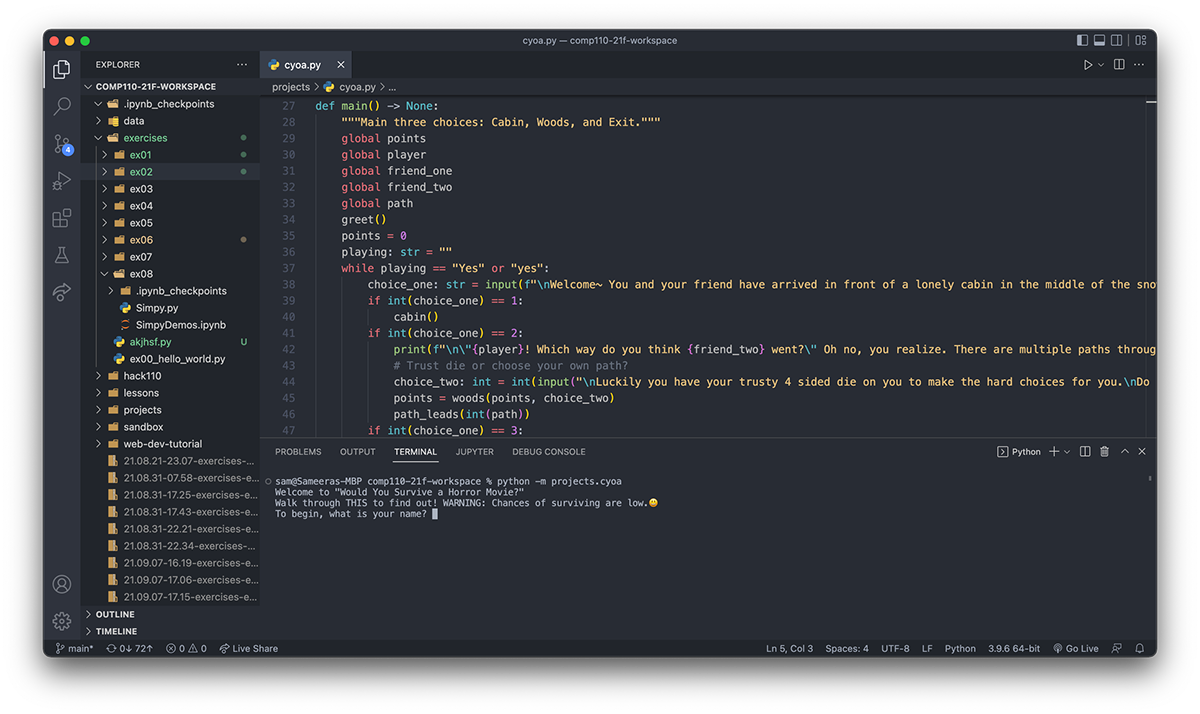 cyoa.py — comp110-21f-workspace
EXPLORER
COMP110-21F-WORKSPACE
.ipynb_checkpoints
data
exercises
ex01
ex02
ex03
ex04
ex05
ex06
ex07
ex08
.ipynb_checkpoints
Simpy.py
SimpyDemos.ipynb
akjhsf.py U
ex00_hello_world.py
hack110
lessons
projects
sandbox
web-dev-tutorial
21.08.21-23.07-exercises-...
21.08.31-07.58-exercises-...
21.08.31-17.25-exercises-...
21.08.31-17.43-exercises-...
21.08.31-22.21-exercises-...
21.08.31-22.34-exercises-...
21.09.07-16.19-exercises-e...
21.09.07-17.06-exercises-e...
21.09.07-17.15-exercises-e...
OUTLINE
TIMELINE
4
cyoa.py
projects > cyoa.py > ...
27 def main() -> None:
28 """Main three choices: Cabin, Woods, and Exit."""
29 global points
30 global player
31 global friend_one
32 global friend_two
33 global path
34 greet()
35 points = 0
36 playing: str = ""
37 while playing == "Yes" or "yes":
38 choice_one: str = input(f"\nWelcome~ You and your friend have arrived in front of a lonely cabin in the middle of the sno
39 if int(choice_one) == 1:
40 cabin()
41 if int(choice_one) == 2:
42 print(f"\n\"{player}! Which way do you think {friend_two} went?\" Oh no, you realize. There are multiple paths throug
43 # Trust die or choose your own path?
44 choice_two: int = int(input("\nLuckily you have your trusty 4 sided die on you to make the hard choices for you.\nDo
45 points = woods(points, choice_two)
46 path_leads(int(path))
47 if int(choice_one) == 3:
PROBLEMS OUTPUT TERMINAL JUPYTER DEBUG CONSOLE Python
sam@Sameeras-MBP comp110-21f-workspace % python -m projects.cyoa
Welcome to "Would You Survive a Horror Movie?"
Walk through THIS to find out! WARNING: Chances of surviving are low.😀
To begin, what is your name?
main* 0↓ 72↑ 0 0 Live Share Ln 5, Col 3 Spaces: 4 UTF-8 LF Python 3.9.6 64-bit Go Live